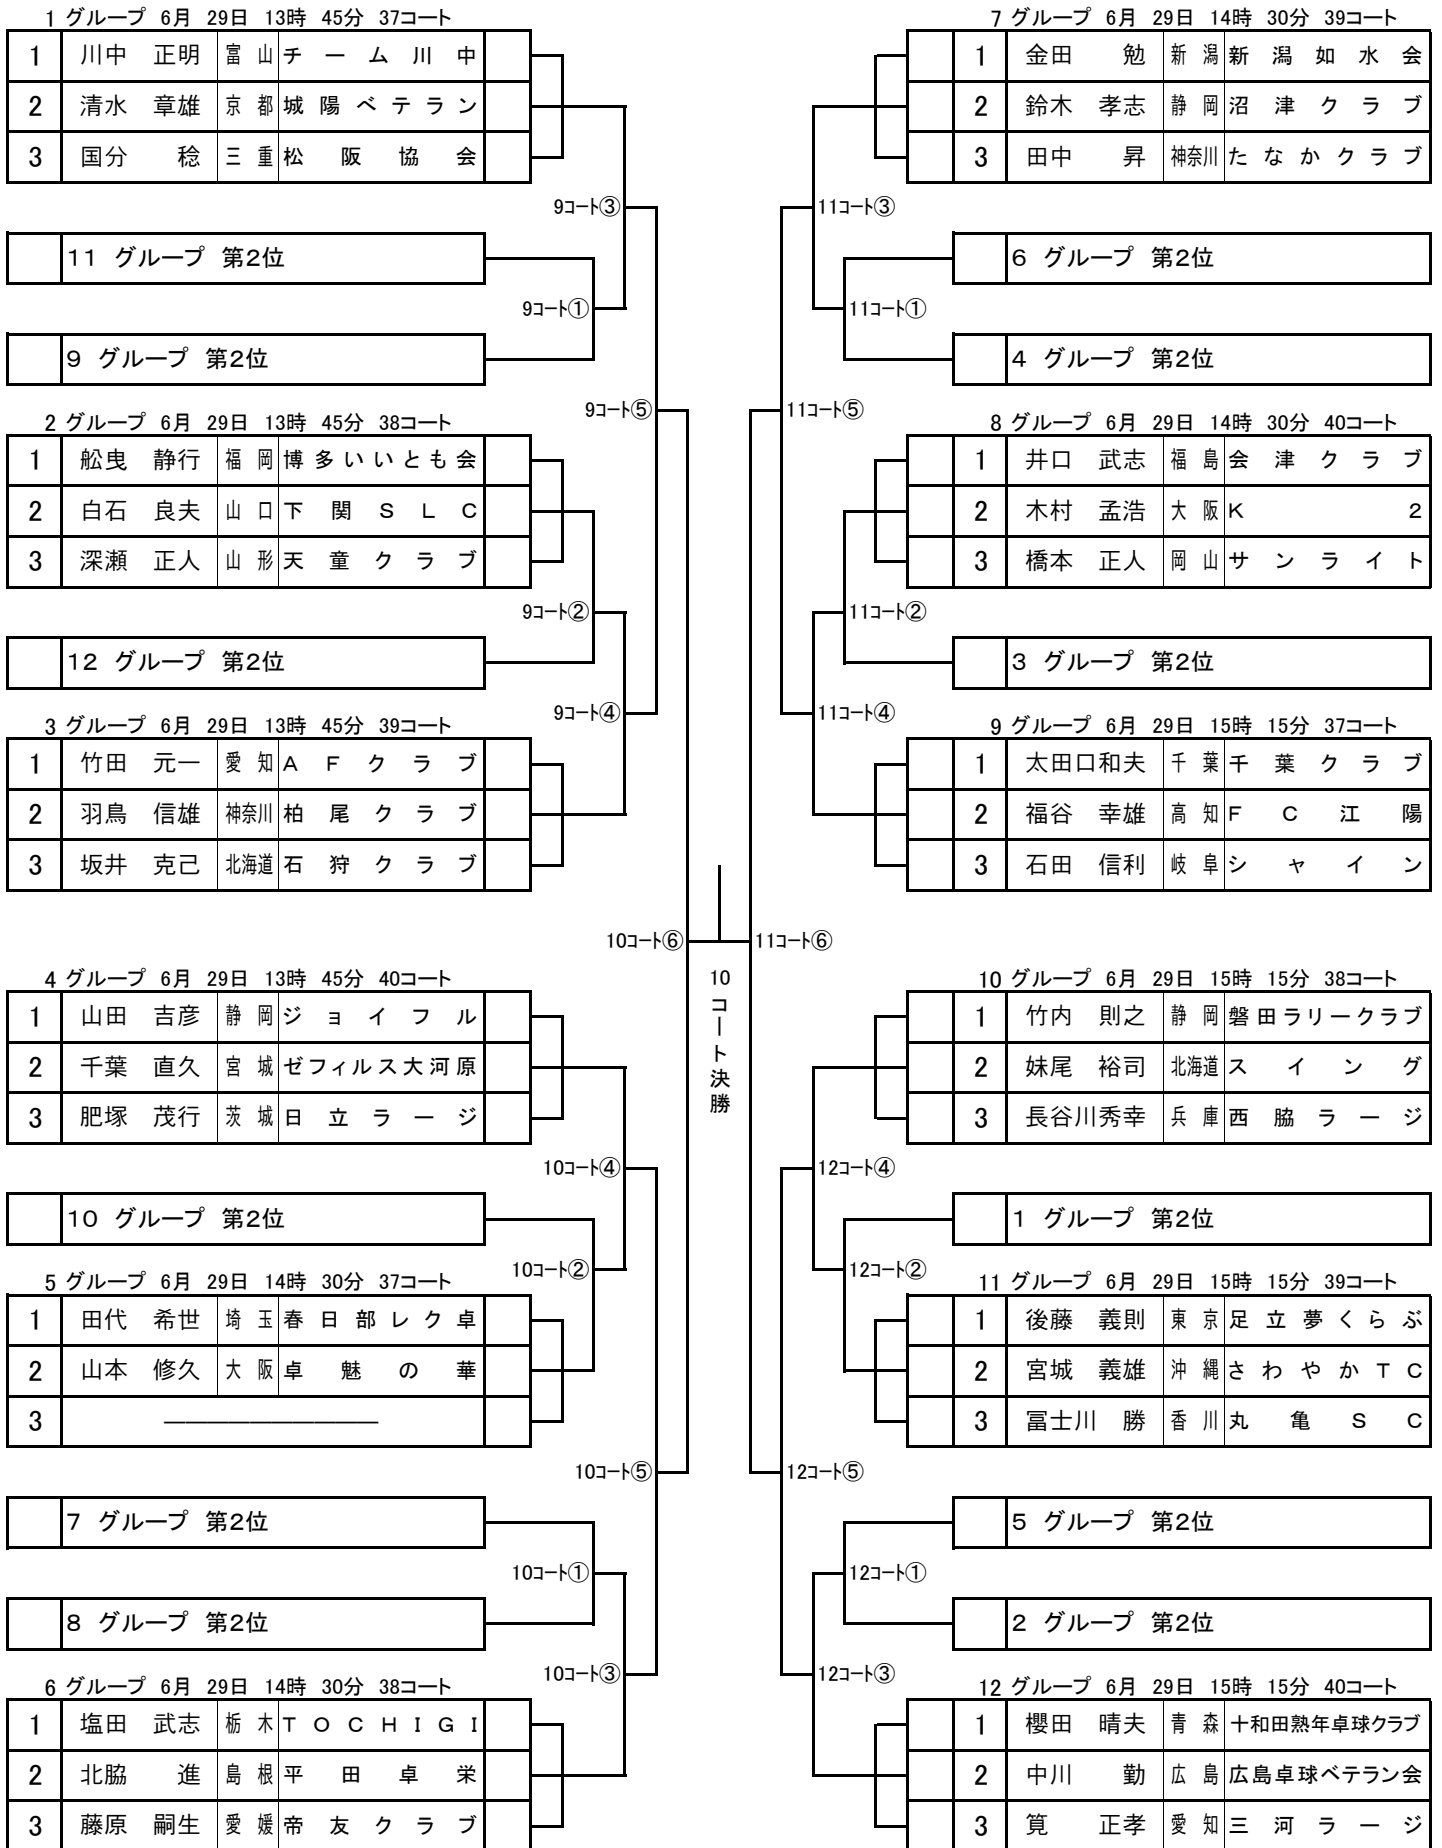 1 グループ 6月 29日 13時 45分 37コート
1 川中 正明 富山 チーム川中
2 清水 章雄 京都 城陽ベテラン
3 国分 稔 三重 松阪協会
9コート③
11 グループ 第2位
9コート①
9 グループ 第2位
9コート⑤
2 グループ 6月 29日 13時 45分 38コート
1 舩曵 静行 福岡 博多いいとも会
2 白石 良夫 山口 下関SLC
3 深瀬 正人 山形 天童クラブ
9コート②
12 グループ 第2位
9コート④
3 グループ 6月 29日 13時 45分 39コート
1 竹田 元一 愛知 AFクラブ
2 羽鳥 信雄 神奈川 柏尾クラブ
3 坂井 克己 北海道 石狩クラブ
10コート⑥
4 グループ 6月 29日 13時 45分 40コート
1 山田 吉彦 静岡 ジョイフル
2 千葉 直久 宮城 ゼフィルス大河原
3 肥塚 茂行 茨城 日立ラージ
10コート④
10 グループ 第2位
10コート②
5 グループ 6月 29日 14時 30分 37コート
1 田代 希世 埼玉 春日部レク卓
2 山本 修久 大阪 卓魅の華
3 ――――――――――
10コート⑤
7 グループ 第2位
10コート①
8 グループ 第2位
10コート③
6 グループ 6月 29日 14時 30分 38コート
1 塩田 武志 栃木 TOCHIGI
2 北脇 進 島根 平田卓栄
3 藤原 嗣生 愛媛 帝友クラブ
10コート決勝
7 グループ 6月 29日 14時 30分 39コート
1 金田 勉 新潟 新潟如水会
2 鈴木 孝志 静岡 沼津クラブ
3 田中 昇 神奈川 たなかクラブ
11コート③
6 グループ 第2位
11コート①
4 グループ 第2位
11コート⑤
8 グループ 6月 29日 14時 30分 40コート
1 井口 武志 福島 会津クラブ
2 木村 孟浩 大阪 K2
3 橋本 正人 岡山 サンライト
11コート②
3 グループ 第2位
11コート④
9 グループ 6月 29日 15時 15分 37コート
1 太田口和夫 千葉 千葉クラブ
2 福谷 幸雄 高知 FC江陽
3 石田 信利 岐阜 シャイン
11コート⑥
10 グループ 6月 29日 15時 15分 38コート
1 竹内 則之 静岡 磐田ラリークラブ
2 妹尾 裕司 北海道 スイング
3 長谷川秀幸 兵庫 西脇ラージ
12コート④
1 グループ 第2位
12コート②
11 グループ 6月 29日 15時 15分 39コート
1 後藤 義則 東京 足立夢くらぶ
2 宮城 義雄 沖縄 さわやかTC
3 冨士川 勝 香川 丸亀SC
12コート⑤
5 グループ 第2位
12コート①
2 グループ 第2位
12コート③
12 グループ 6月 29日 15時 15分 40コート
1 櫻田 晴夫 青森 十和田熟年卓球クラブ
2 中川 勤 広島 広島卓球ベテラン会
3 筧 正孝 愛知 三河ラージ